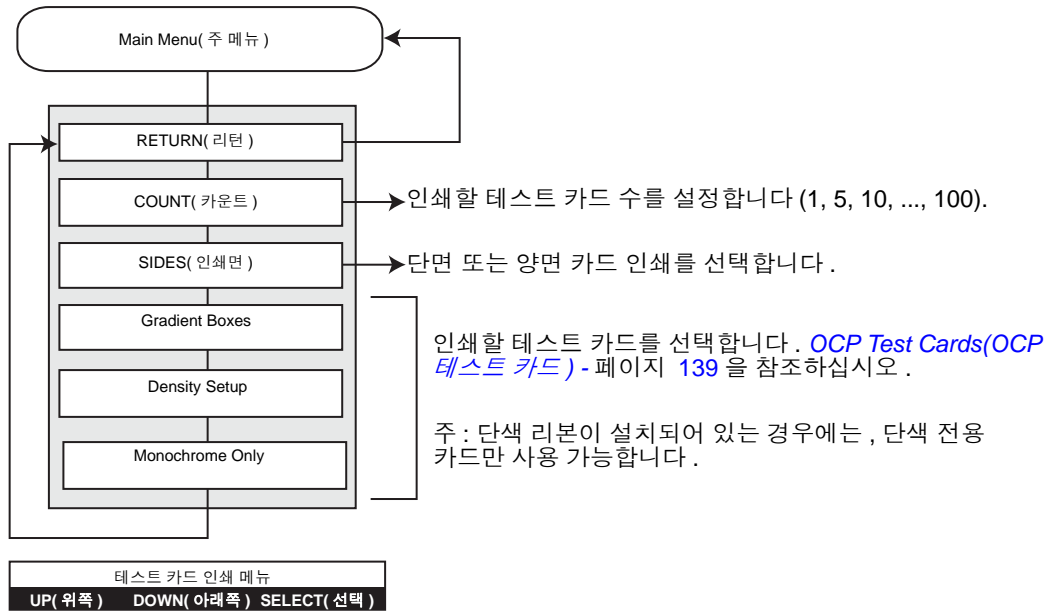 Main Menu( 주 메뉴 )
RETURN( 리턴 )
COUNT( 카운트 )
인쇄할 테스트 카드 수를 설정합니다 (1, 5, 10, ..., 100).
SIDES( 인쇄면 )
단면 또는 양면 카드 인쇄를 선택합니다 .
Gradient Boxes
Density Setup
Monochrome Only
인쇄할 테스트 카드를 선택합니다 . OCP Test Cards(OCP
테스트 카드 ) - 페이지 139 을 참조하십시오 .
주 : 단색 리본이 설치되어 있는 경우에는 , 단색 전용
카드만 사용 가능합니다 .
테스트 카드 인쇄 메뉴
UP( 위쪽 ) DOWN( 아래쪽 ) SELECT( 선택 )